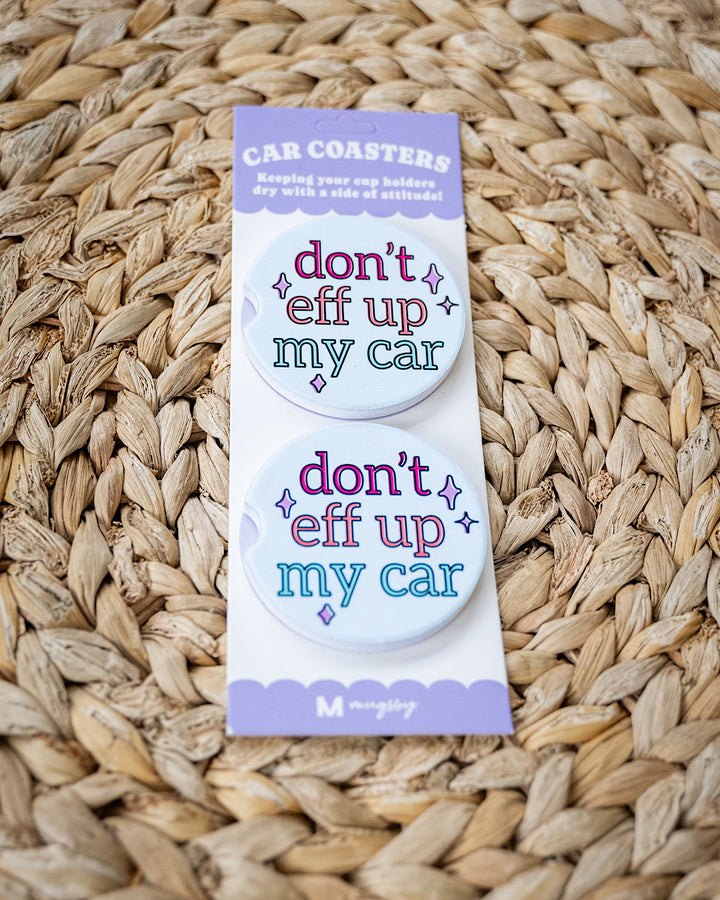 CAR COASTERS
Keeping your cup holders
dry with a side of attitude!
don't
eff up
my car
don't
eff up
my car
M mugsby